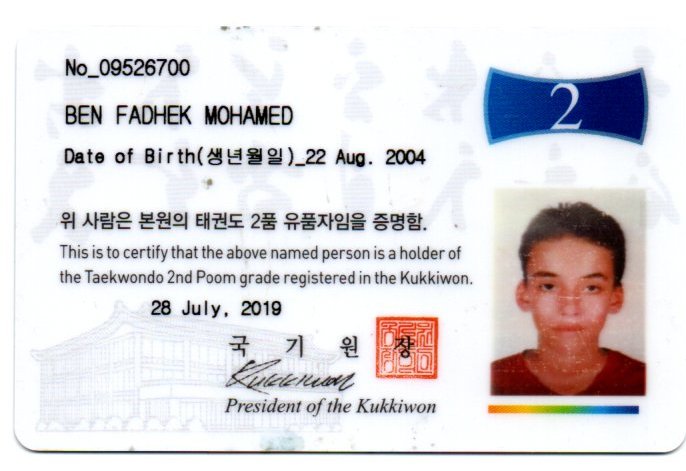 No_09526700
2
BEN FADHEK MOHAMED
Date of Birth(생년월일)_22 Aug. 2004
위 사람은 본원의 태권도 2품 유품자임을 증명함.
This is to certify that the above named person is a holder of
the Taekwondo 2nd Poom grade registered in the Kukkiwon.
28 July, 2019
국 기 원 장
Kukkiwon
President of the Kukkiwon